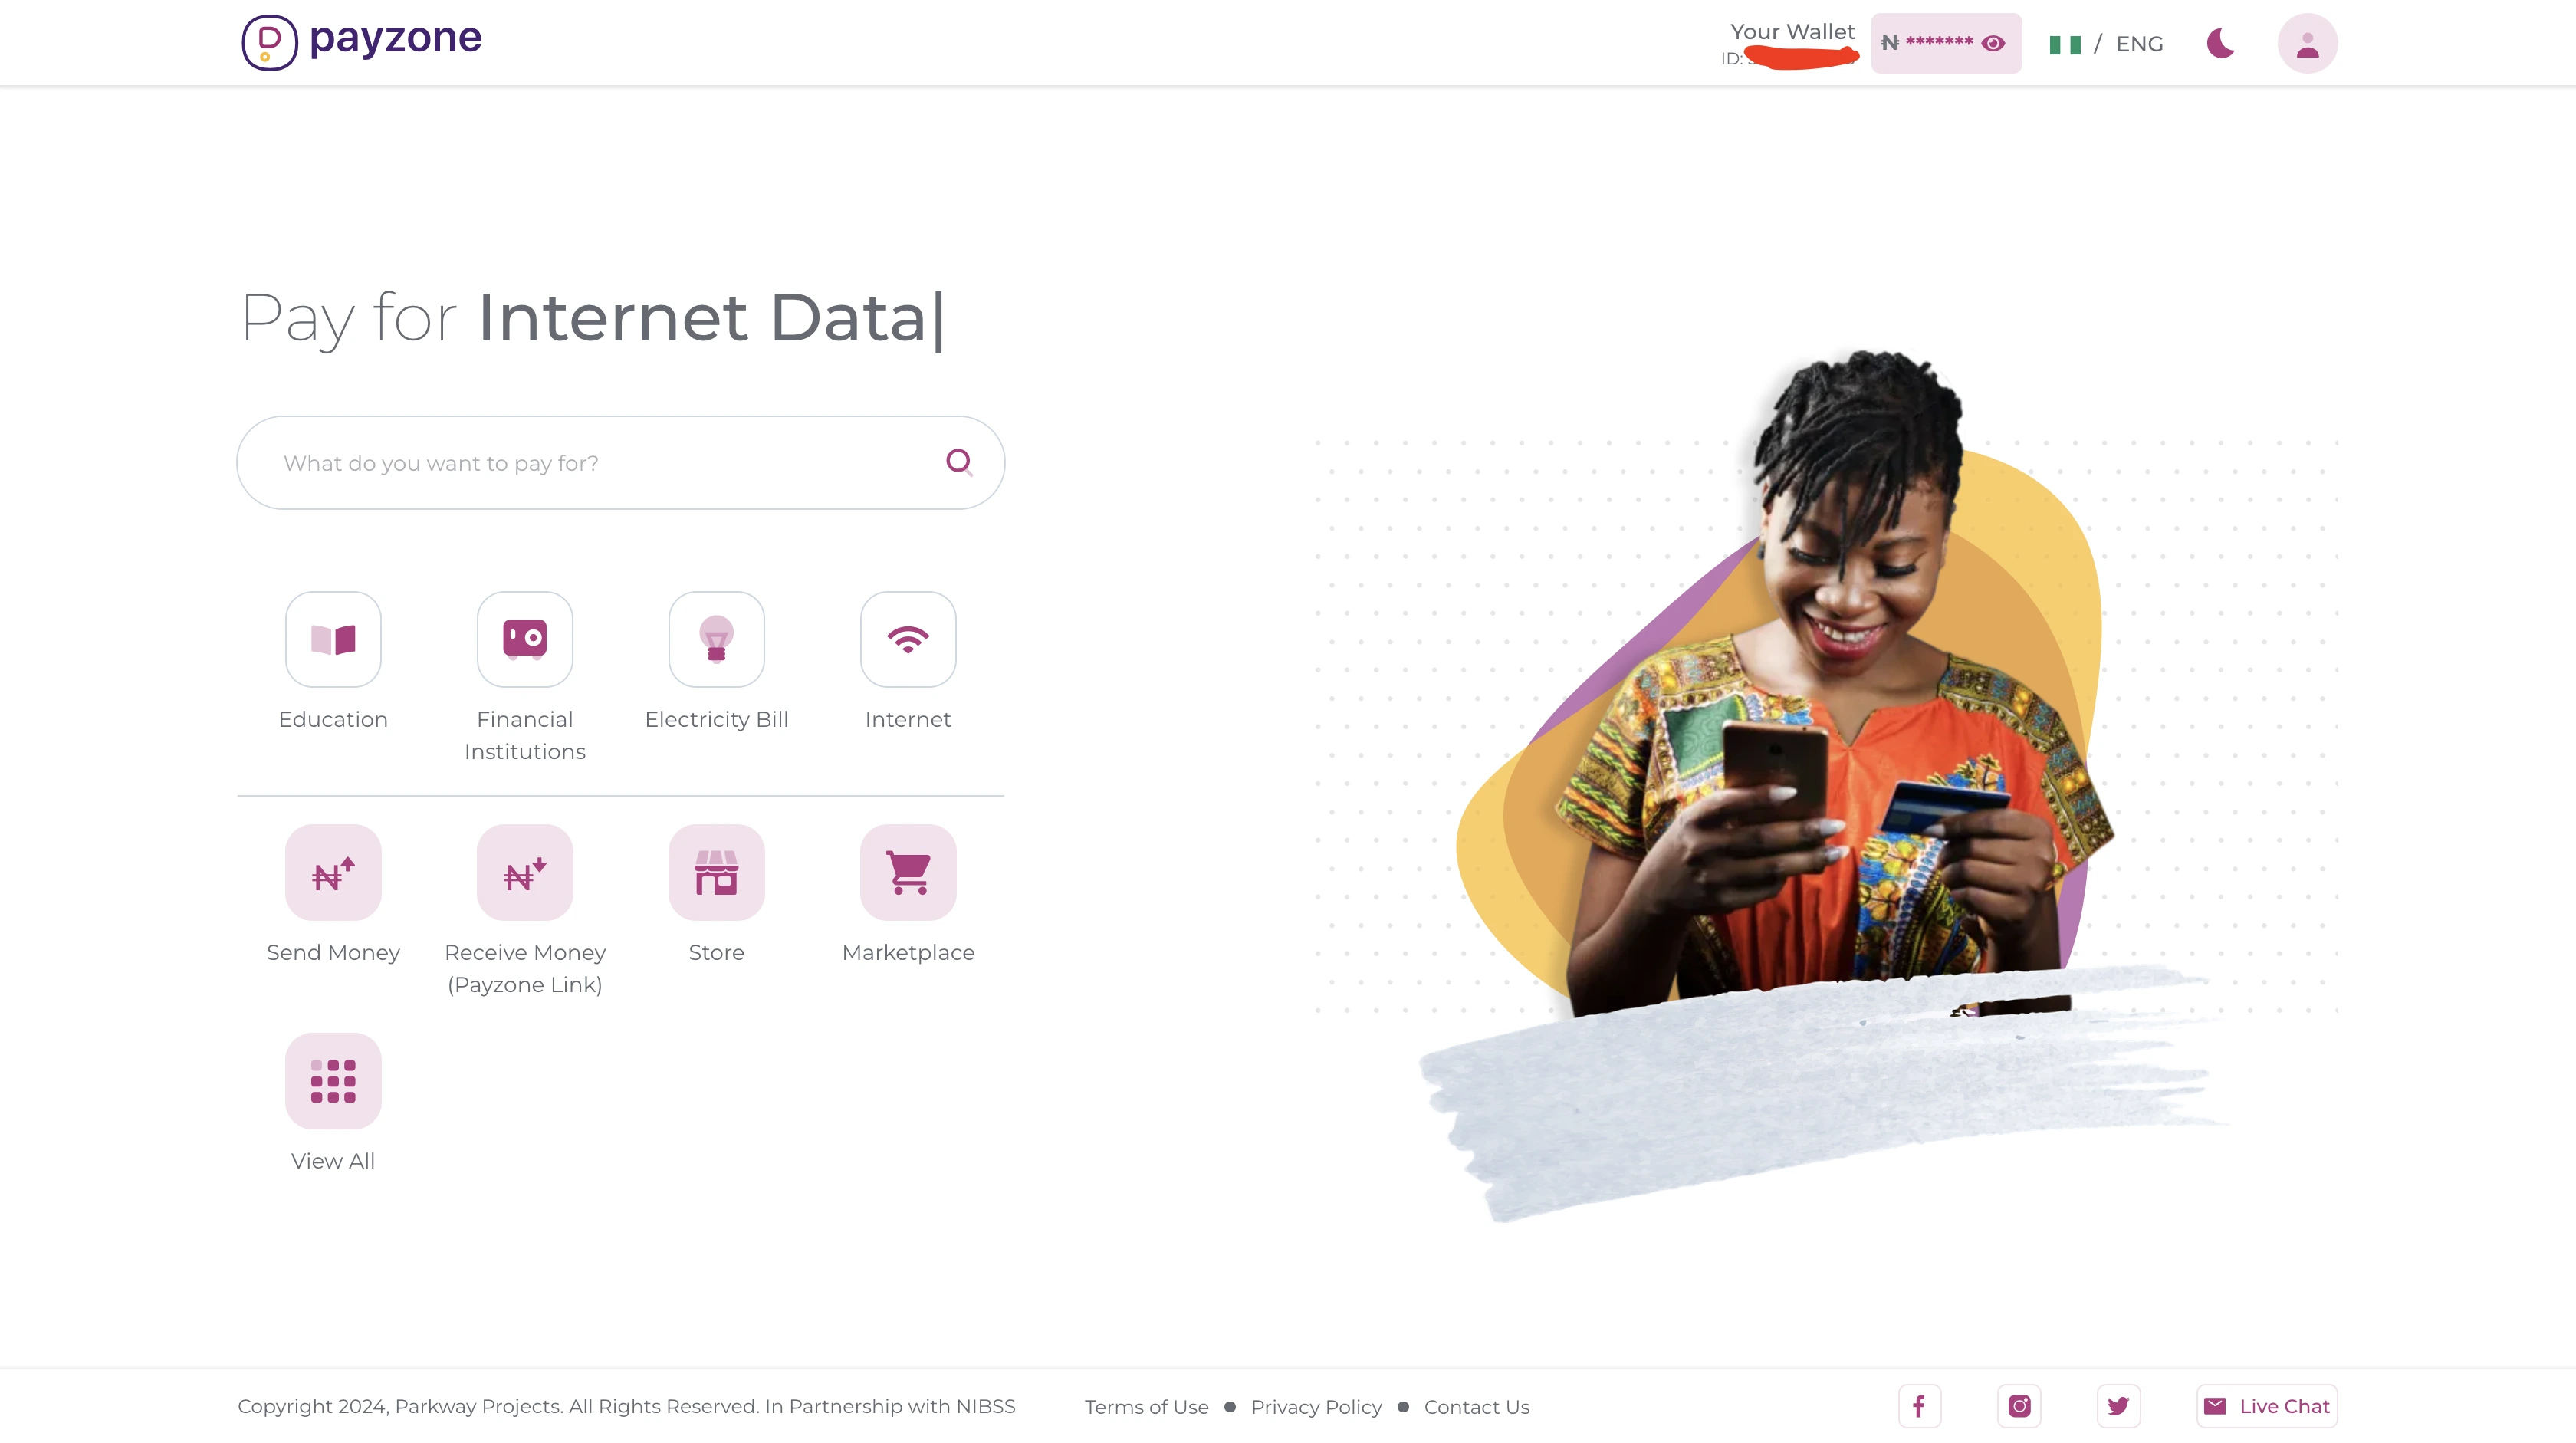 payzone
Your Wallet
ID:
₦ *******
/ ENG
Pay for Internet Data|
What do you want to pay for?
Education
Financial
Institutions
Electricity Bill
Internet
₦
₦
Send Money
Receive Money
(Payzone Link)
Store
Marketplace
View All
Copyright 2024, Parkway Projects. All Rights Reserved. In Partnership with NIBSS
Terms of Use ● Privacy Policy ● Contact Us
Live Chat